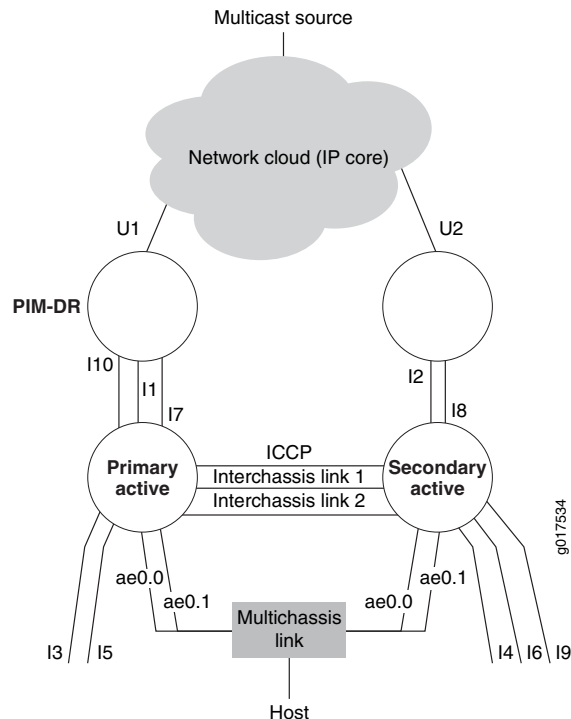 Multicast source
Network cloud (IP core)
U1
U2
PIM-DR
I10
I1
I7
I2
I8
ICCP
Primary
active
Interchassis link 1
Interchassis link 2
Secondary
active
g017534
ae0.0
ae0.1
ae0.0
ae0.1
Multichassis
link
I3
I5
I4
I6
I9
Host